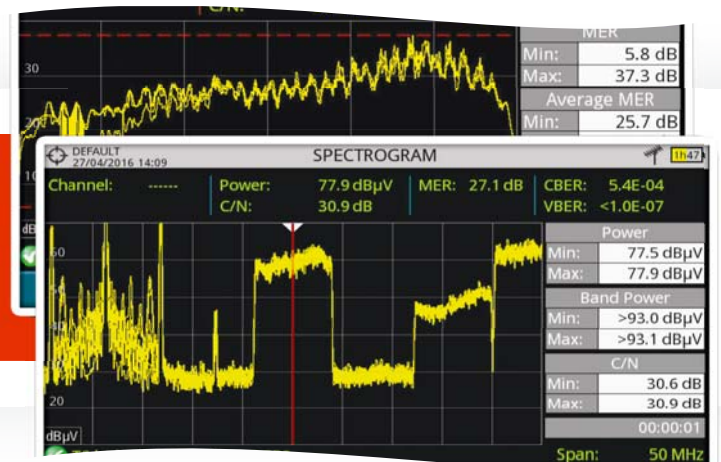 C/N:
MER
Min: 5.8 dB
Max: 37.3 dB
Average MER
Min: 25.7 dB
30
20
10
DEFAULT
27/04/2016 14:09
SPECTROGRAM
1h47
Channel: ------
Power: 77.9 dBµV
MER: 27.1 dB
CBER: 5.4E-04
C/N: 30.9 dB
VBER: <1.0E-07
Power
Min: 77.5 dBµV
Max: 77.9 dBµV
Band Power
Min: >93.0 dBµV
Max: >93.1 dBµV
C/N
Min: 30.6 dB
Max: 30.9 dB
00:00:01
60
20
dBµV
Span: 50 MHz